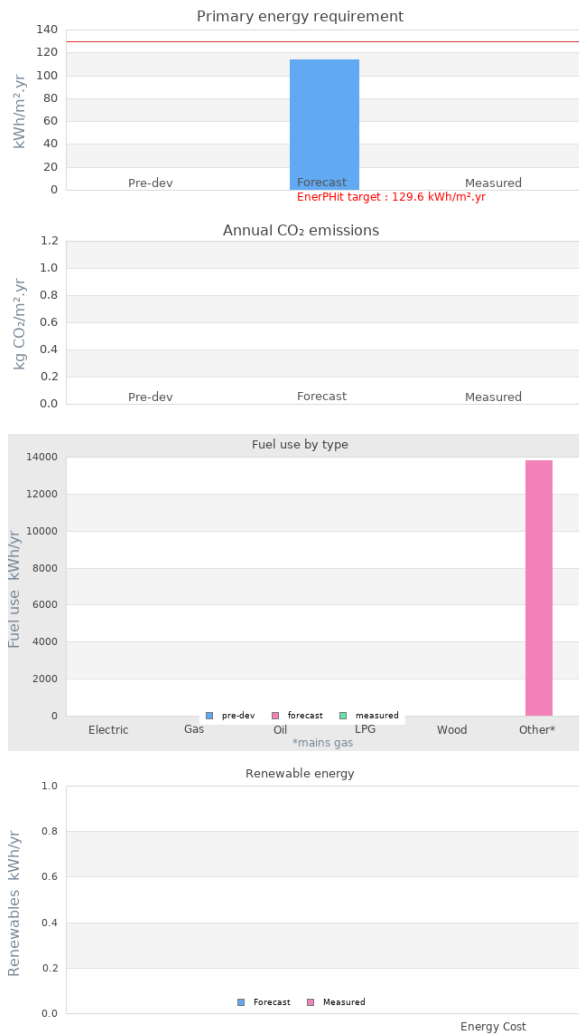 Primary energy requirement
140
120
100
80
60
40
20
0
kWh/m².yr
Pre-dev
Forecast
Measured
EnerPHit target : 129.6 kWh/m².yr
Annual CO₂ emissions
1.2
1.0
0.8
0.6
0.4
0.2
0.0
kg CO₂/m².yr
Pre-dev
Forecast
Measured
Fuel use by type
14000
12000
10000
8000
6000
4000
2000
0
Fuel use kWh/yr
pre-dev
forecast
measured
Electric
Gas
Oil
LPG
Wood
Other*
*mains gas
Renewable energy
1.0
0.8
0.6
0.4
0.2
0.0
Renewables kWh/yr
Forecast
Measured
Energy Cost